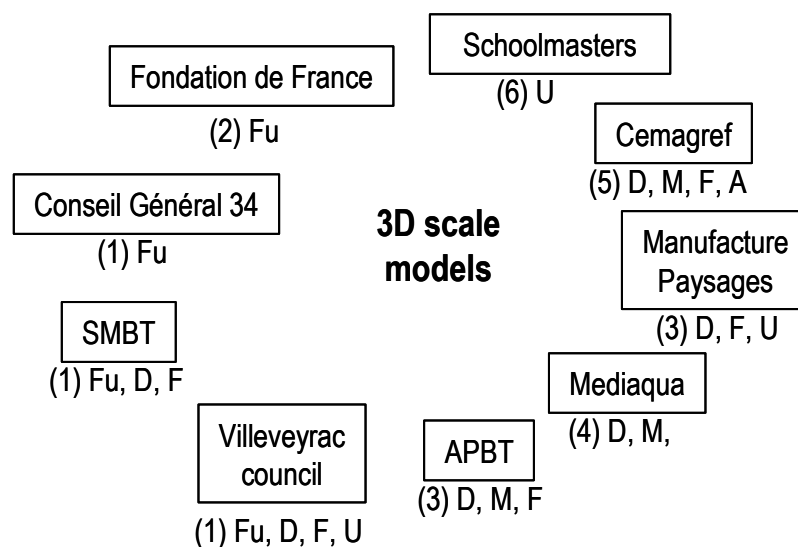 Schoolmasters
(6) U
Fondation de France
(2) Fu
Cemagref
(5) D, M, F, A
Conseil Général 34
(1) Fu
3D scale
models
Manufacture
Paysages
(3) D, F, U
SMBT
(1) Fu, D, F
Mediaqua
(4) D, M,
Villeveyrac
council
(1) Fu, D, F, U
APBT
(3) D, M, F